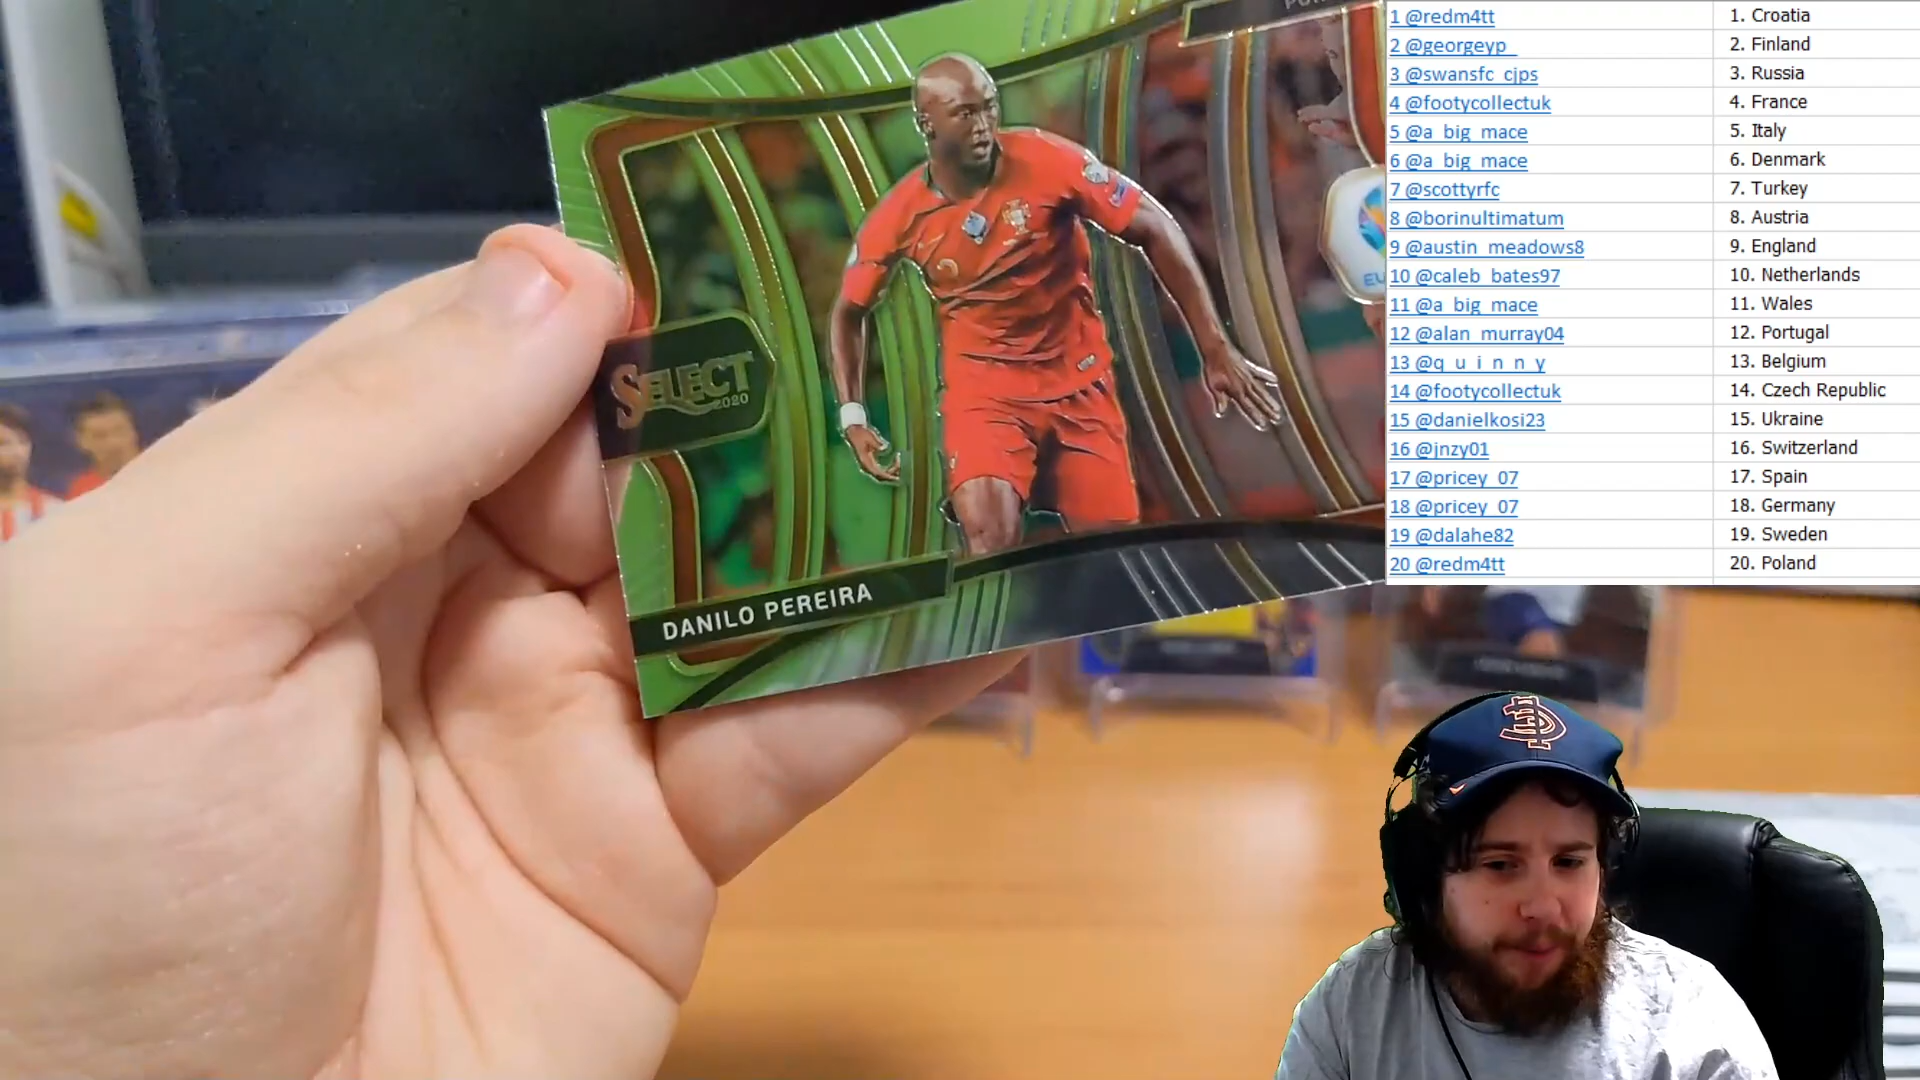 SELECT
2020
DANILO PEREIRA
1 @redm4tt 1. Croatia
2 @georgeyp_ 2. Finland
3 @swansfc_cjps 3. Russia
4 @footycollectuk 4. France
5 @a_big_mace 5. Italy
6 @a_big_mace 6. Denmark
7 @scottyrfc 7. Turkey
8 @borinultimatum 8. Austria
9 @austin_meadows8 9. England
10 @caleb_bates97 10. Netherlands
11 @a_big_mace 11. Wales
12 @alan_murray04 12. Portugal
13 @q_u_i_n_n_y 13. Belgium
14 @footycollectuk 14. Czech Republic
15 @danielkosi23 15. Ukraine
16 @jnzy01 16. Switzerland
17 @pricey_07 17. Spain
18 @pricey_07 18. Germany
19 @dalahe82 19. Sweden
20 @redm4tt 20. Poland